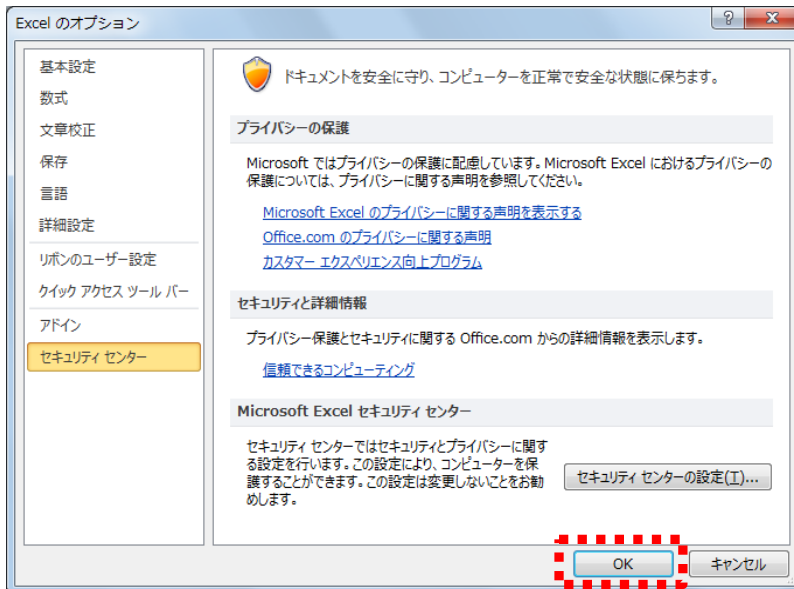 Excel のオプション
基本設定
数式
文章校正
保存
言語
詳細設定
リボンのユーザー設定
クイック アクセス ツール バー
アドイン
セキュリティ センター
ドキュメントを安全に守り、コンピューターを正常で安全な状態に保ちます。
プライバシーの保護
Microsoft ではプライバシーの保護に配慮しています。Microsoft Excel におけるプライバシーの
保護については、プライバシーに関する声明を参照してください。
Microsoft Excel のプライバシーに関する声明を表示する
Office.com のプライバシーに関する声明
カスタマー エクスペリエンス向上プログラム
セキュリティと詳細情報
プライバシー保護とセキュリティに関する Office.com からの詳細情報を表示します。
信頼できるコンピューティング
Microsoft Excel セキュリティ センター
セキュリティ センターではセキュリティとプライバシーに関す
る設定を行います。この設定により、コンピューターを保
護することができます。この設定は変更しないことをお勧
めします。
セキュリティ センターの設定(T)...
OK
キャンセル